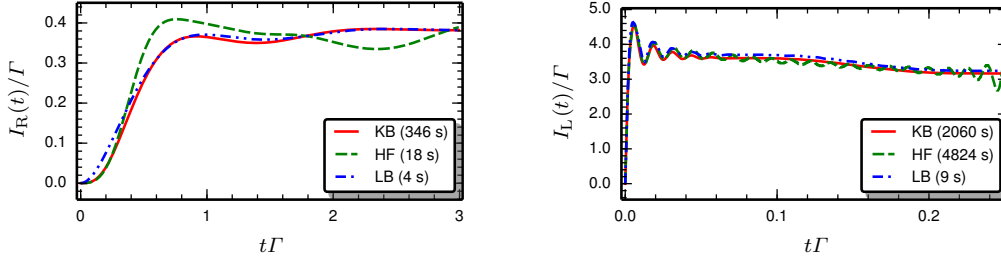 I_R(t)/Γ
0.4
0.3
0.2
0.1
0.0
KB (346 s)
HF (18 s)
LB (4 s)
0 1 2 3
tΓ
I_L(t)/Γ
5.0
4.0
3.0
2.0
1.0
0.0
KB (2060 s)
HF (4824 s)
LB (9 s)
0.0 0.1 0.2
tΓ